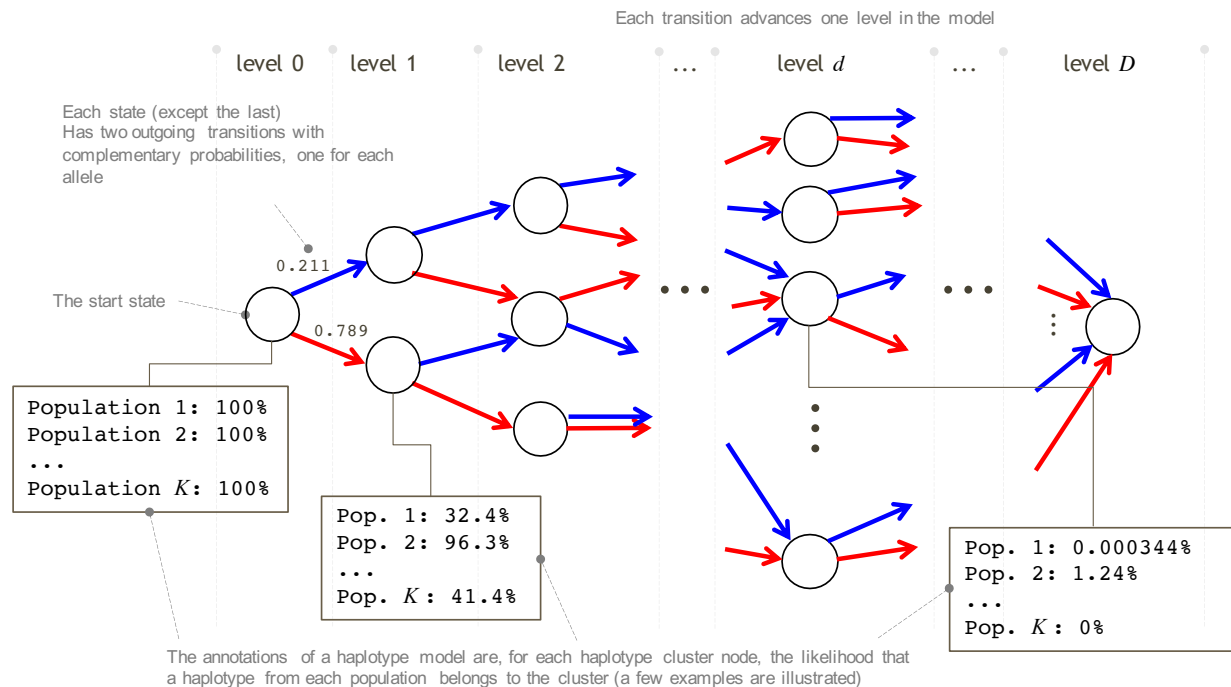 Each transition advances one level in the model
level 0
level 1
level 2
...
level d
...
level D
Each state (except the last)
Has two outgoing transitions with
complementary probabilities, one for each
allele
0.211
The start state
0.789
Population 1: 100%
Population 2: 100%
...
Population K: 100%
Pop. 1: 32.4%
Pop. 2: 96.3%
...
Pop. K: 41.4%
Pop. 1: 0.000344%
Pop. 2: 1.24%
...
Pop. K: 0%
The annotations of a haplotype model are, for each haplotype cluster node, the likelihood that
a haplotype from each population belongs to the cluster (a few examples are illustrated)